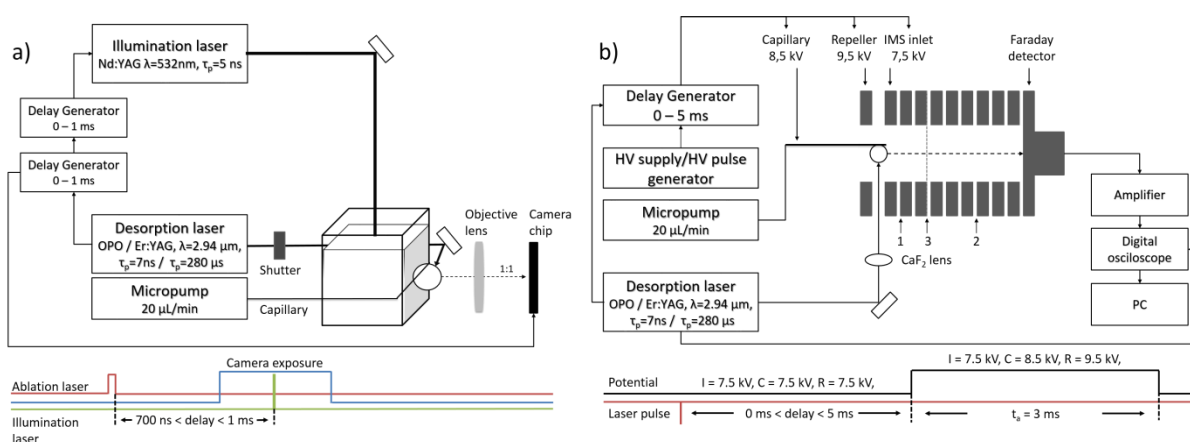 a)
Illumination laser
Nd:YAG λ=532nm, τp=5 ns
Delay Generator
0 – 1 ms
Delay Generator
0 – 1 ms
Desorption laser
OPO / Er:YAG, λ=2.94 μm,
τp=7ns / τp=280 μs
Shutter
Micropump
20 μL/min
Capillary
Objective
lens
Camera
chip
1:1
Camera exposure
Ablation laser
700 ns < delay < 1 ms
Illumination
laser
b)
Capillary
8,5 kV
Repeller
9,5 kV
IMS inlet
7,5 kV
Faraday
detector
Delay Generator
0 – 5 ms
HV supply/HV pulse
generator
Micropump
20 μL/min
1
3
2
CaF2 lens
Desorption laser
OPO / Er:YAG, λ=2.94 μm,
τp=7ns / τp=280 μs
Amplifier
Digital
osciloscope
PC
I = 7.5 kV, C = 8.5 kV, R = 9.5 kV,
Potential
I = 7.5 kV, C = 7.5 kV, R = 7.5 kV,
Laser pulse
0 ms < delay < 5 ms
ta = 3 ms